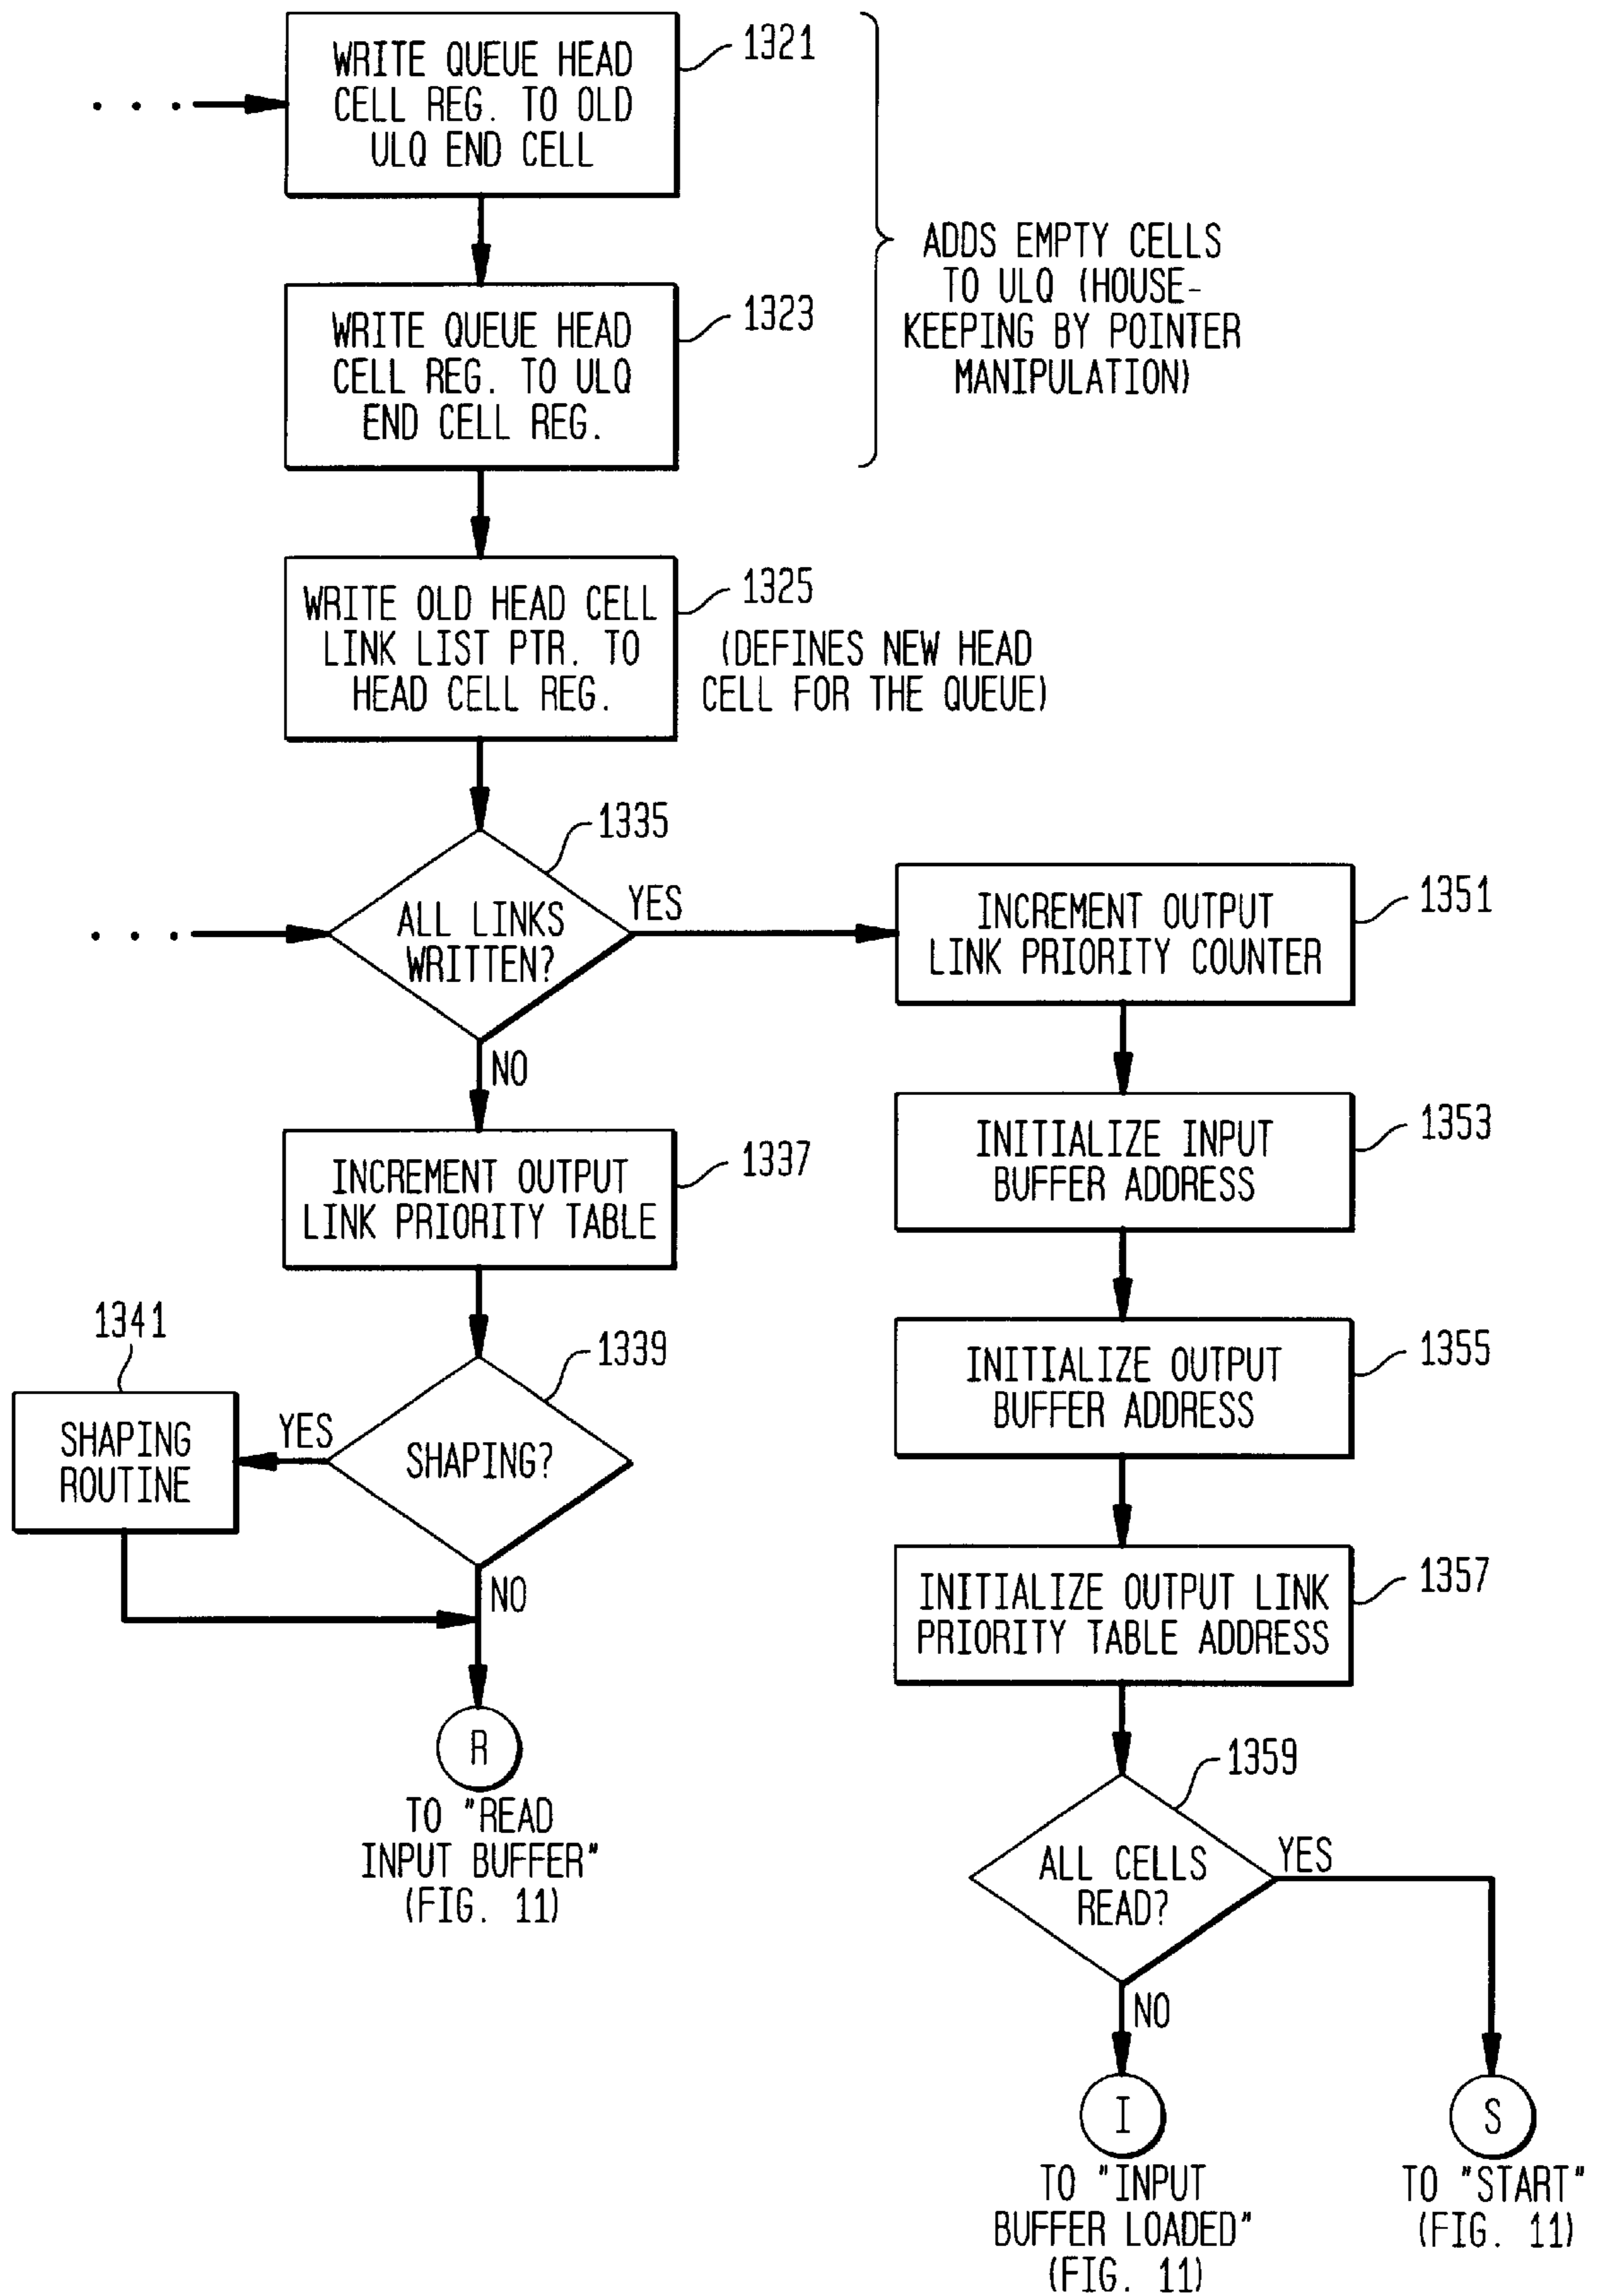 WRITE QUEUE HEAD
CELL REG. TO OLD
ULQ END CELL
1321
WRITE QUEUE HEAD
CELL REG. TO ULQ
END CELL REG.
1323
ADDS EMPTY CELLS
TO ULQ (HOUSE-
KEEPING BY POINTER
MANIPULATION)
WRITE OLD HEAD CELL
LINK LIST PTR. TO
HEAD CELL REG.
1325
(DEFINES NEW HEAD
CELL FOR THE QUEUE)
1335
ALL LINKS
WRITTEN?
YES
NO
INCREMENT OUTPUT
LINK PRIORITY COUNTER
1351
INCREMENT OUTPUT
LINK PRIORITY TABLE
1337
INITIALIZE INPUT
BUFFER ADDRESS
1353
1341
SHAPING
ROUTINE
YES
SHAPING?
1339
NO
INITIALIZE OUTPUT
BUFFER ADDRESS
1355
INITIALIZE OUTPUT LINK
PRIORITY TABLE ADDRESS
1357
R
TO "READ
INPUT BUFFER"
(FIG. 11)
1359
ALL CELLS
READ?
YES
NO
I
TO "INPUT
BUFFER LOADED"
(FIG. 11)
S
TO "START"
(FIG. 11)